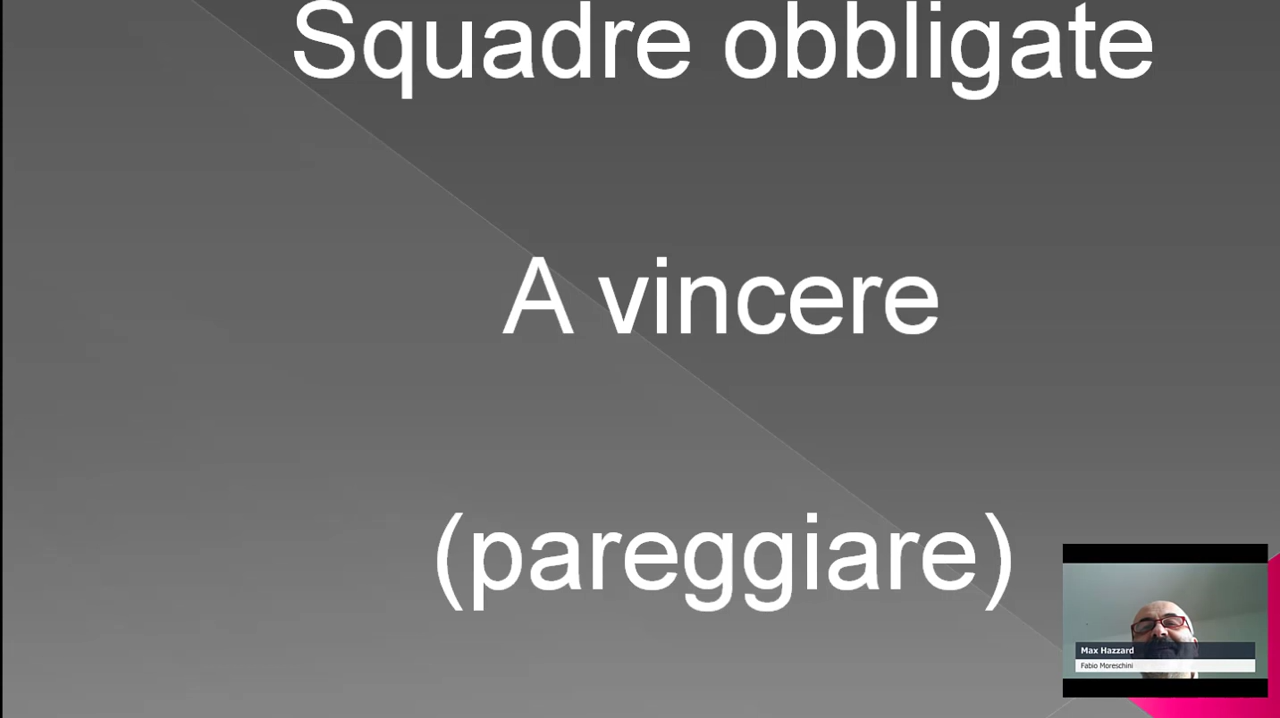 Squadre obbligate
A vincere
(pareggiare)
Max Hazzard
Fabio Moreschini